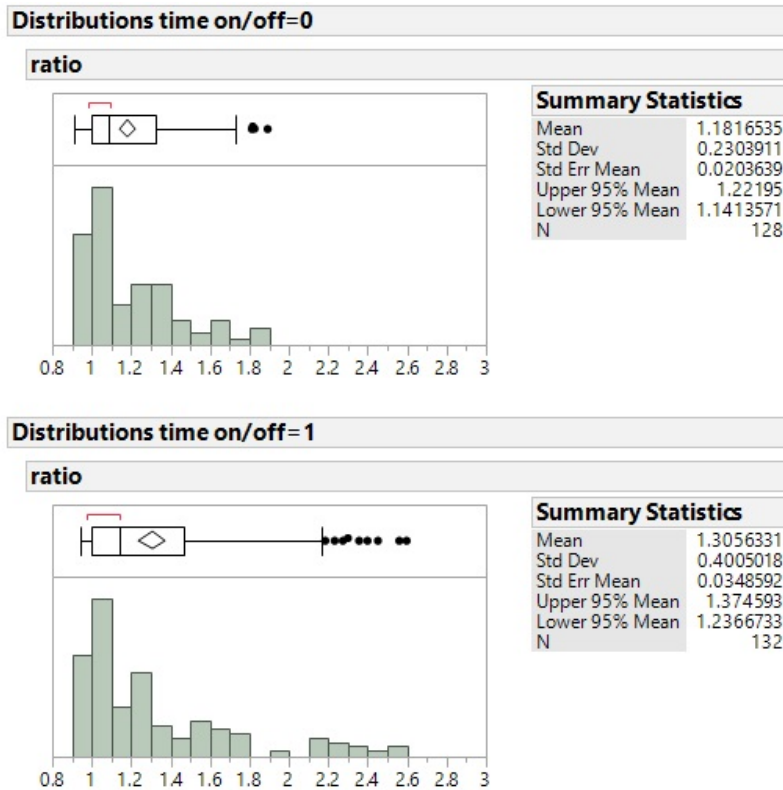 Distributions time on/off=0
ratio
Summary Statistics
Mean 1.1816535
Std Dev 0.2303911
Std Err Mean 0.0203639
Upper 95% Mean 1.22195
Lower 95% Mean 1.1413571
N 128
0.8 1 1.2 1.4 1.6 1.8 2 2.2 2.4 2.6 2.8 3
Distributions time on/off=1
ratio
Summary Statistics
Mean 1.3056331
Std Dev 0.4005018
Std Err Mean 0.0348592
Upper 95% Mean 1.374593
Lower 95% Mean 1.2366733
N 132
0.8 1 1.2 1.4 1.6 1.8 2 2.2 2.4 2.6 2.8 3